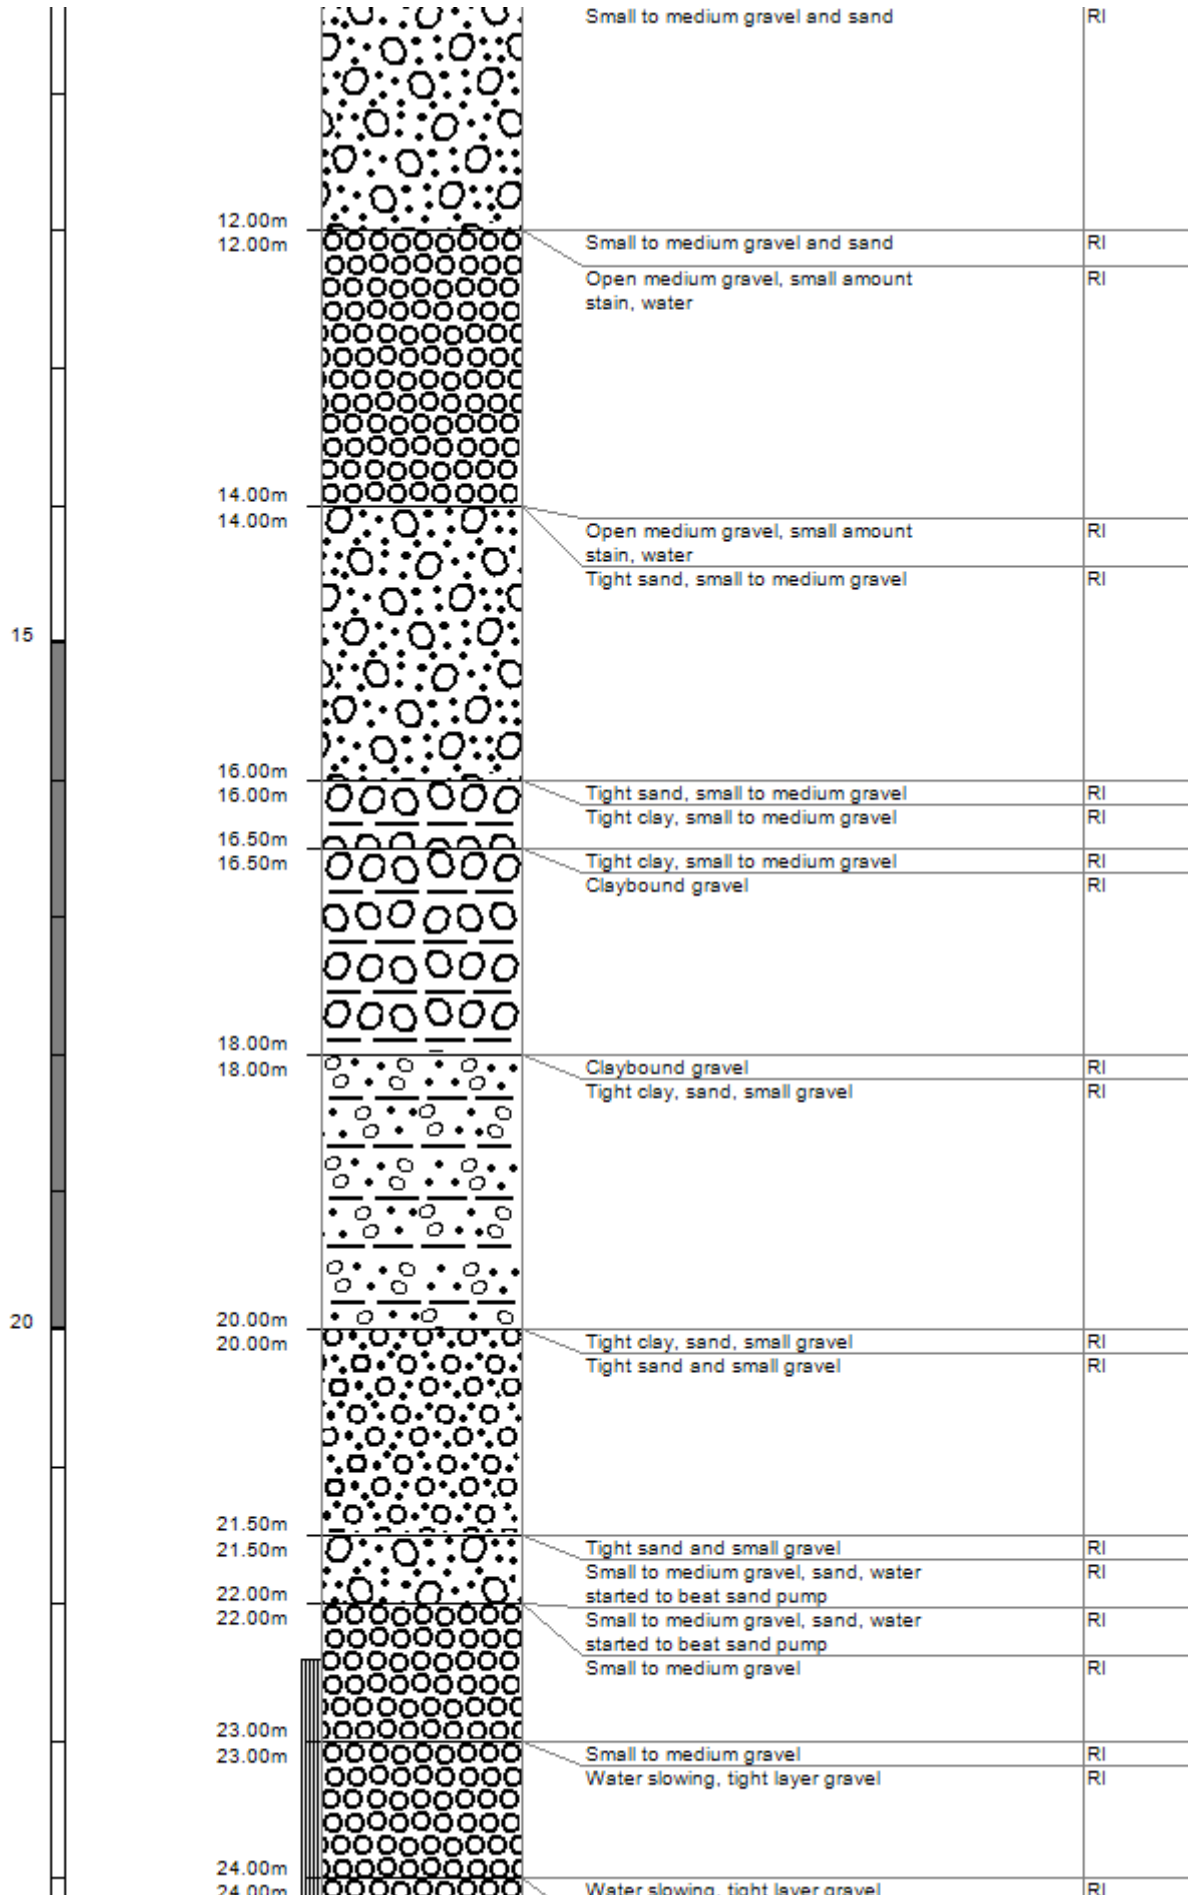 Small to medium gravel and sand RI
12.00m
12.00m Small to medium gravel and sand RI
Open medium gravel, small amount RI
stain, water
14.00m
14.00m
Open medium gravel, small amount RI
stain, water
Tight sand, small to medium gravel RI
15
16.00m
16.00m Tight sand, small to medium gravel RI
Tight clay, small to medium gravel RI
16.50m
16.50m Tight clay, small to medium gravel RI
Claybound gravel RI
18.00m
18.00m Claybound gravel RI
Tight clay, sand, small gravel RI
20 20.00m
20.00m Tight clay, sand, small gravel RI
Tight sand and small gravel RI
21.50m
21.50m Tight sand and small gravel RI
Small to medium gravel, sand, water RI
started to beat sand pump
22.00m
22.00m Small to medium gravel, sand, water RI
started to beat sand pump
Small to medium gravel RI
23.00m
23.00m Small to medium gravel RI
Water slowing, tight layer gravel RI
24.00m
24.00m Water slowing, tight layer gravel RI